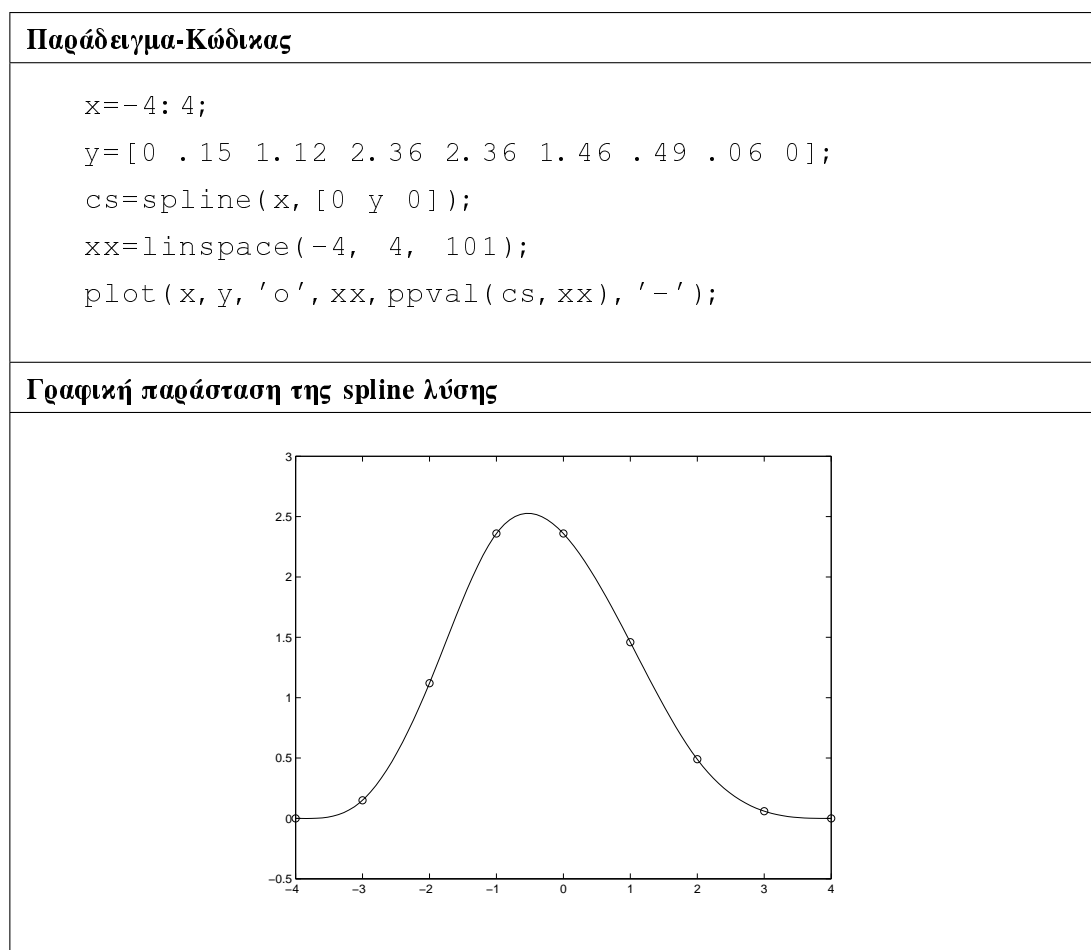 Παράδειγμα-Κώδικας
x=-4:4;
y=[0 .15 1.12 2.36 2.36 1.46 .49 .06 0];
cs=spline(x,[0 y 0]);
xx=linspace(-4, 4, 101);
plot(x,y,'o',xx,ppval(cs,xx),'-');
Γραφική παράσταση της spline λύσης
3
2.5
2
1.5
1
0.5
0
−0.5
−4 −3 −2 −1 0 1 2 3 4